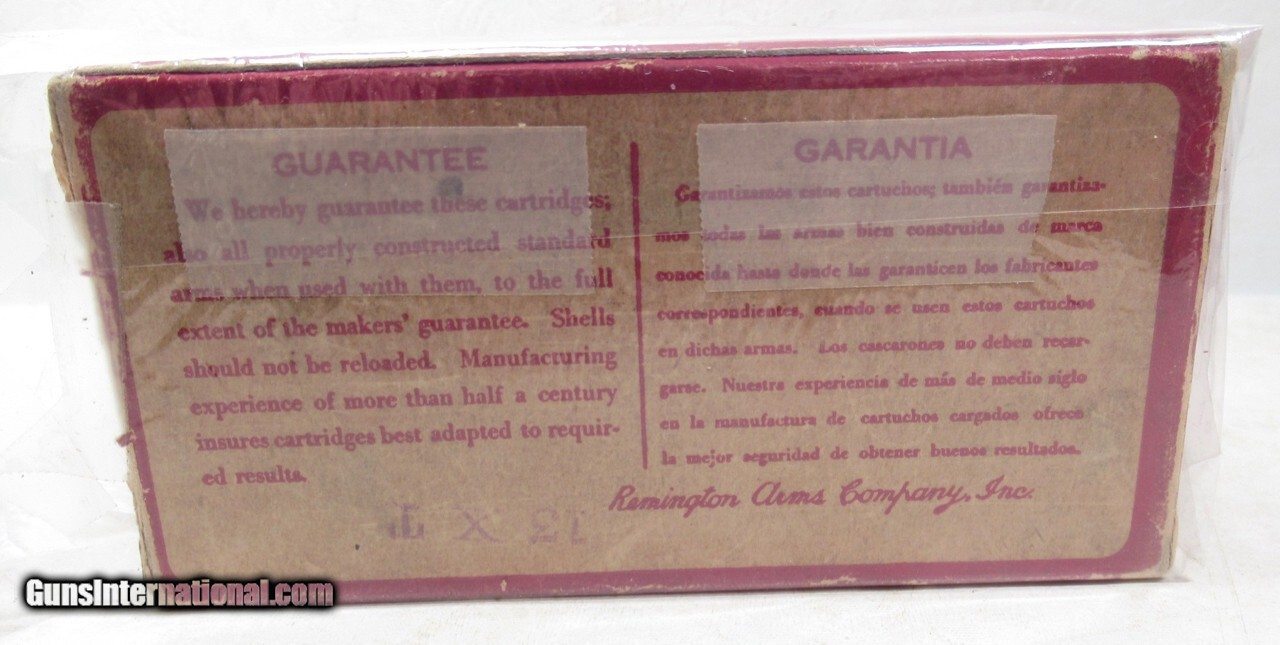 GUARANTEE
We hereby guarantee these cartridges;
also all properly constructed standard
arms when used with them, to the full
extent of the makers' guarantee. Shells
should not be reloaded. Manufacturing
experience of more than half a century
insures cartridges best adapted to requir-
ed results.
GARANTIA
Garantizamos estos cartuchos; también garantiza-
mos todas las armas bien construidas de marca
conocida hasta donde las garanticen los fabricantes
correspondientes, cuando se usen estos cartuchos
en dichas armas. Los cascarones no deben recar-
garse. Nuestra experiencia de más de medio siglo
en la manufactura de cartuchos cargados ofrece
la mejor seguridad de obtener buenos resultados.
Remington Arms Company, Inc.
GunsInternational.com